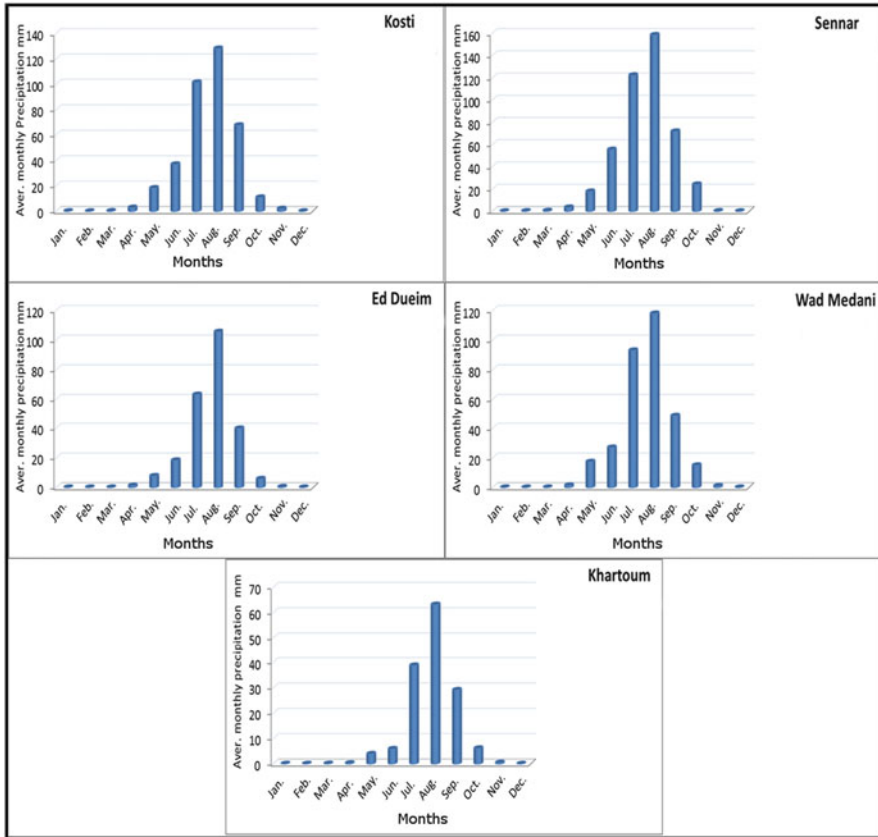 Kosti
Aver. monthly Precipitation mm
140
120
100
80
60
40
20
0
Jan. Feb. Mar. Apr. May. Jun. Jul. Aug. Sep. Oct. Nov. Dec.
Months
Sennar
Aver. monthly precipitation mm
160
140
120
100
80
60
40
20
0
Jan. Feb. Mar. Apr. May. Jun. Jul. Aug. Sep. Oct. Nov. Dec.
Months
Ed Dueim
Aver. monthly precipitation mm
120
100
80
60
40
20
0
Jan. Feb. Mar. Apr. May. Jun. Jul. Aug. Sep. Oct. Nov. Dec.
Months
Wad Medani
Aver. monthly precipitation mm
120
100
80
60
40
20
0
Jan. Feb. Mar. Apr. May. Jun. Jul. Aug. Sep. Oct. Nov. Dec.
Months
Khartoum
Aver. monthly precipitation mm
70
60
50
40
30
20
10
0
Jan. Feb. Mar. Apr. May. Jun. Jul. Aug. Sep. Oct. Nov. Dec.
Months